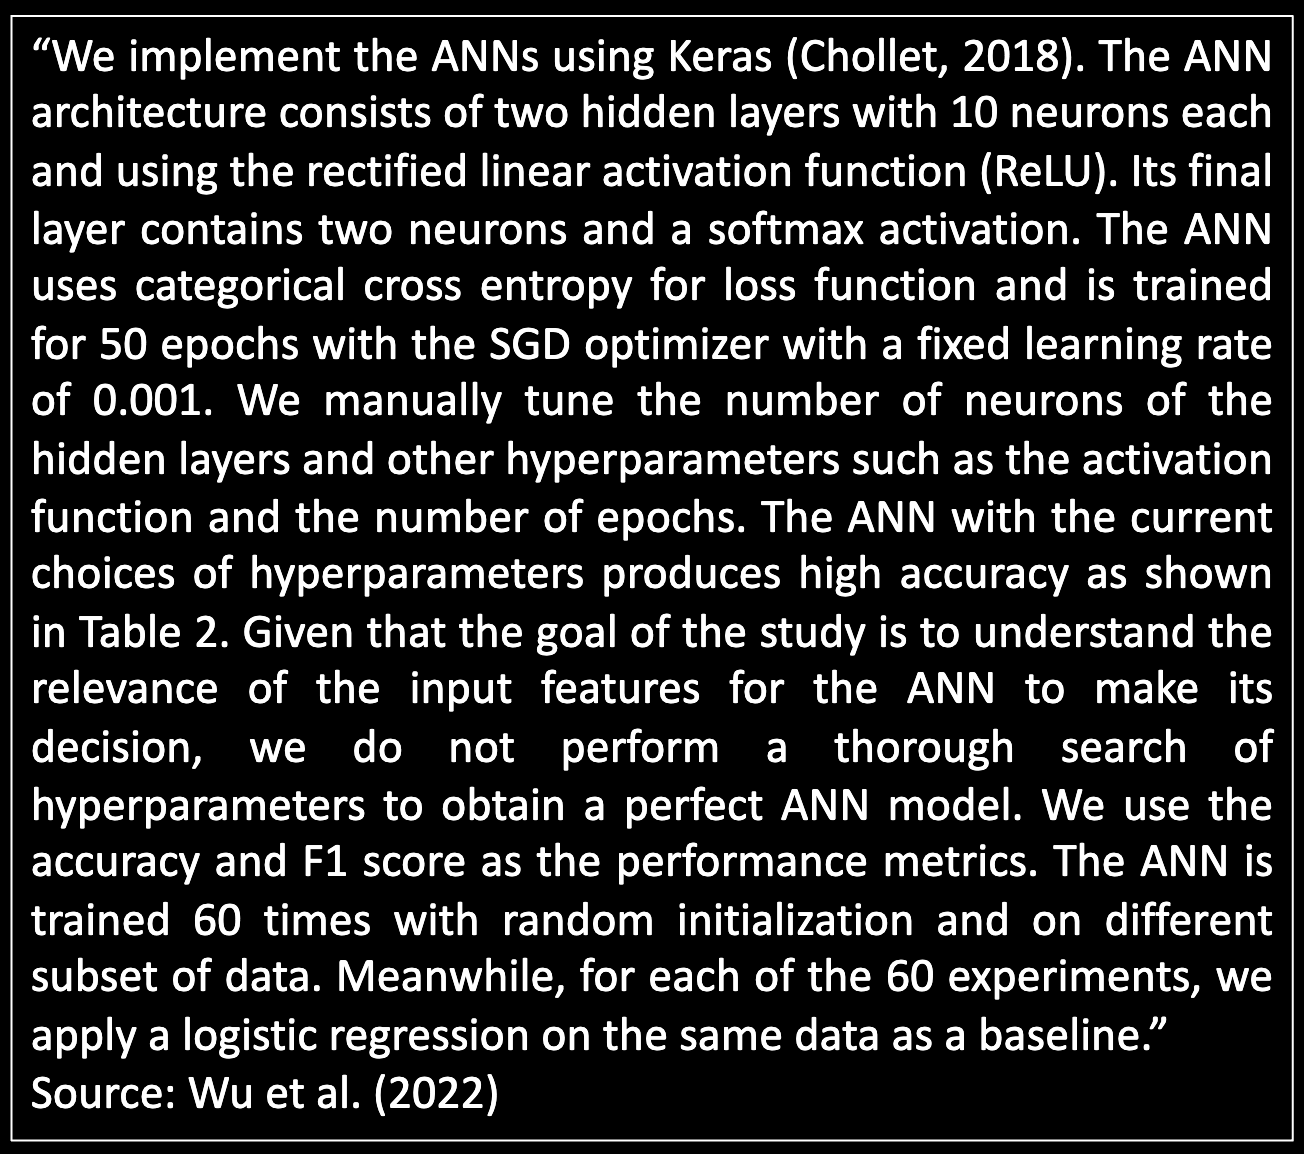 “We implement the ANNs using Keras (Chollet, 2018). The ANN
architecture consists of two hidden layers with 10 neurons each
and using the rectified linear activation function (ReLU). Its final
layer contains two neurons and a softmax activation. The ANN
uses categorical cross entropy for loss function and is trained
for 50 epochs with the SGD optimizer with a fixed learning rate
of 0.001. We manually tune the number of neurons of the
hidden layers and other hyperparameters such as the activation
function and the number of epochs. The ANN with the current
choices of hyperparameters produces high accuracy as shown
in Table 2. Given that the goal of the study is to understand the
relevance of the input features for the ANN to make its
decision, we do not perform a thorough search of
hyperparameters to obtain a perfect ANN model. We use the
accuracy and F1 score as the performance metrics. The ANN is
trained 60 times with random initialization and on different
subset of data. Meanwhile, for each of the 60 experiments, we
apply a logistic regression on the same data as a baseline.”
Source: Wu et al. (2022)